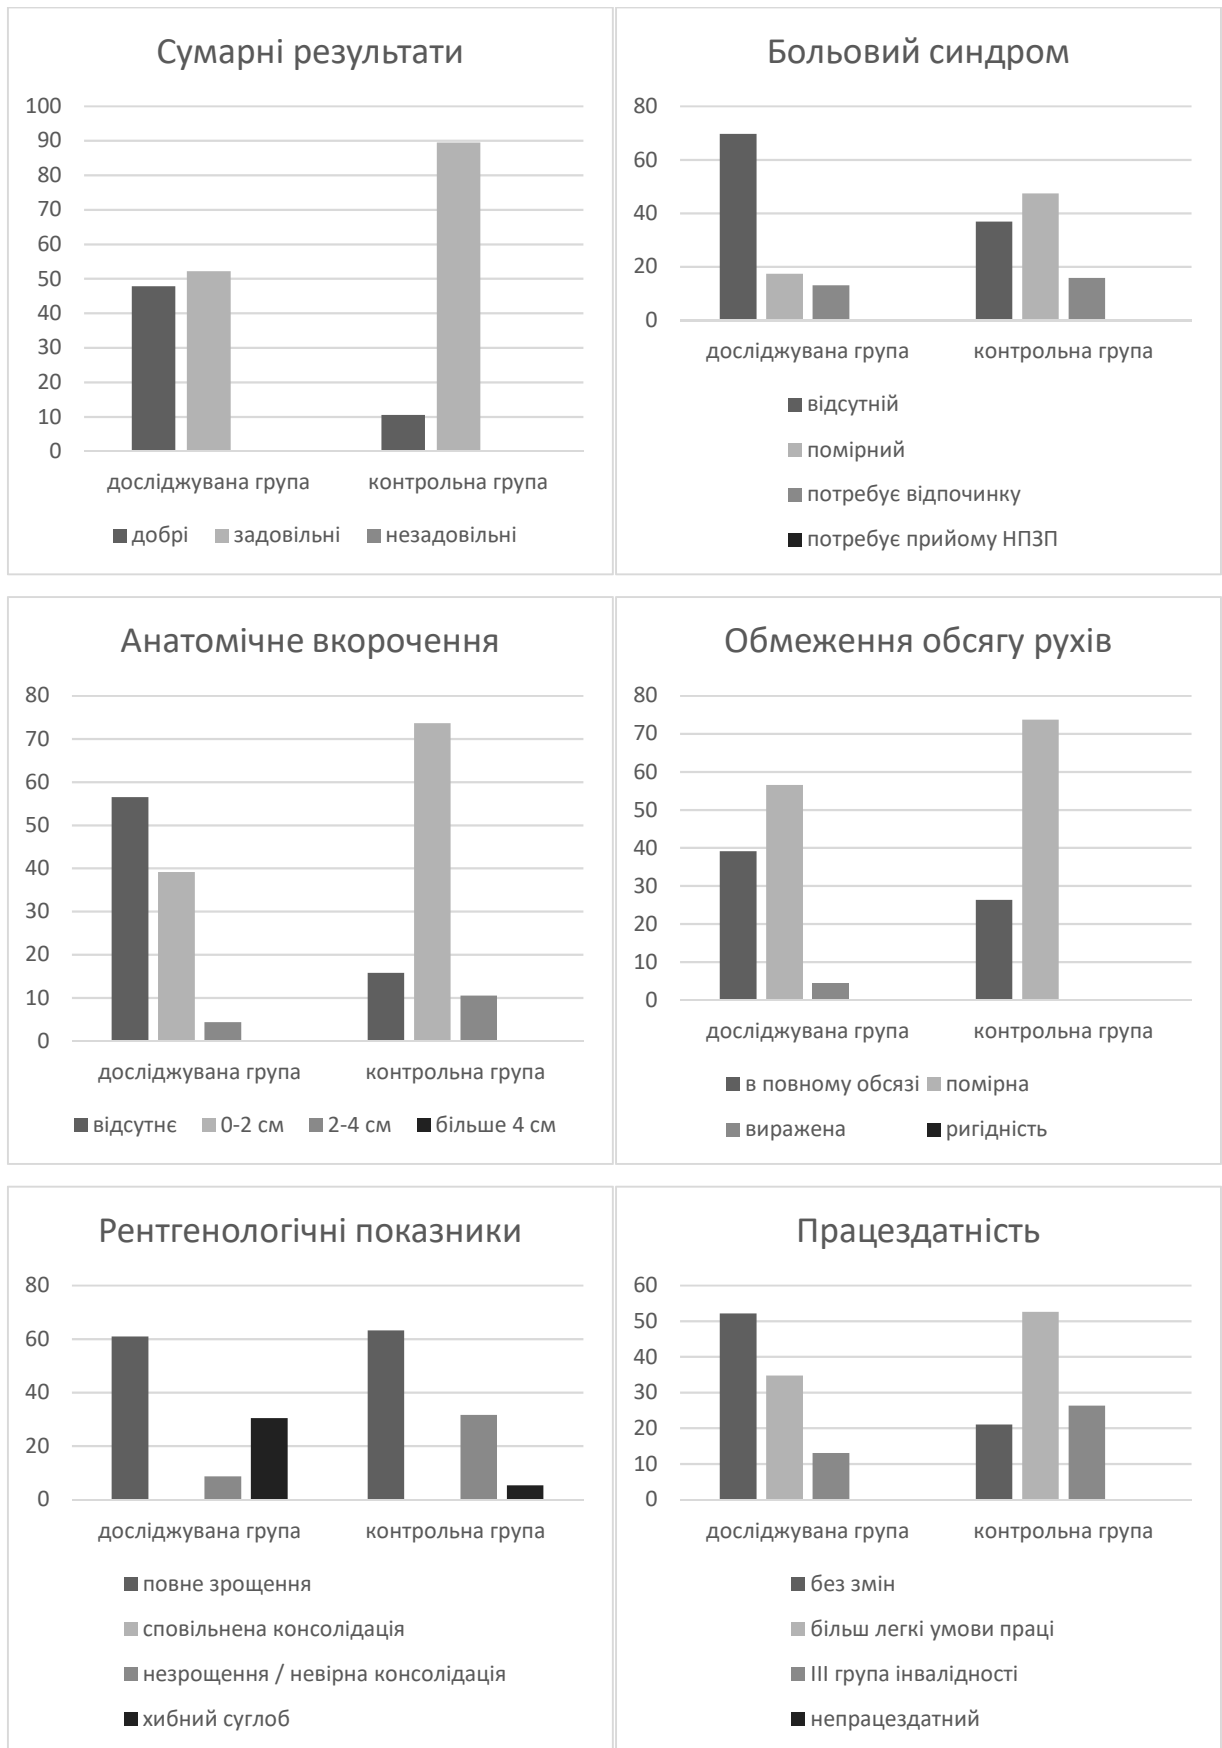 Сумарні результати
100
90
80
70
60
50
40
30
20
10
0
досліджувана група контрольна група
добрі задовільні незадовільні
Больовий синдром
80
60
40
20
0
досліджувана група контрольна група
відсутній
помірний
потребує відпочинку
потребує прийому НПЗП
Анатомічне вкорочення
80
70
60
50
40
30
20
10
0
досліджувана група контрольна група
відсутнє 0-2 см 2-4 см більше 4 см
Обмеження обсягу рухів
80
70
60
50
40
30
20
10
0
досліджувана група контрольна група
в повному обсязі помірна
виражена ригідність
Рентгенологічні показники
80
60
40
20
0
досліджувана група контрольна група
повне зрощення
сповільнена консолідація
незрощення / невірна консолідація
хибний суглоб
Працездатність
60
50
40
30
20
10
0
досліджувана група контрольна група
без змін
більш легкі умови праці
ІІІ група інвалідності
непрацездатний